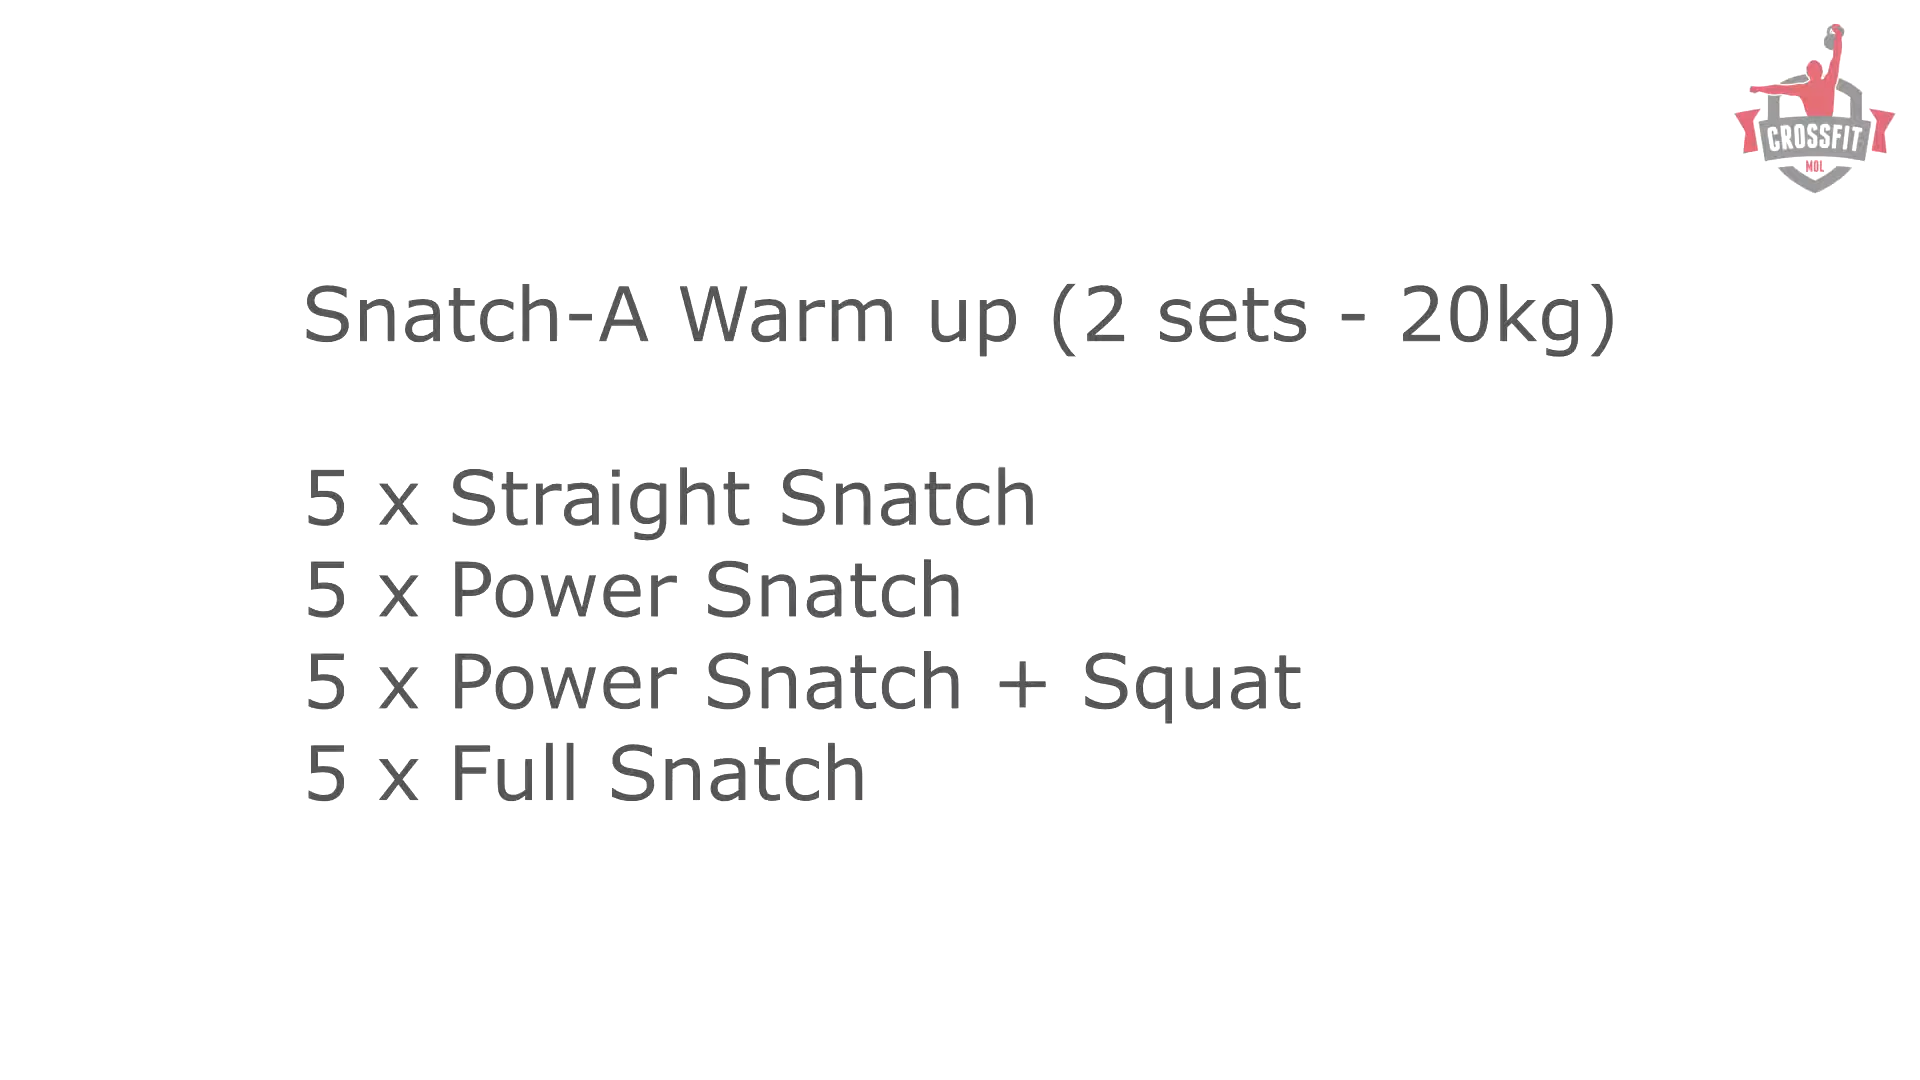 CROSSFIT
MOL
Snatch-A Warm up (2 sets - 20kg)
5 x Straight Snatch
5 x Power Snatch
5 x Power Snatch + Squat
5 x Full Snatch